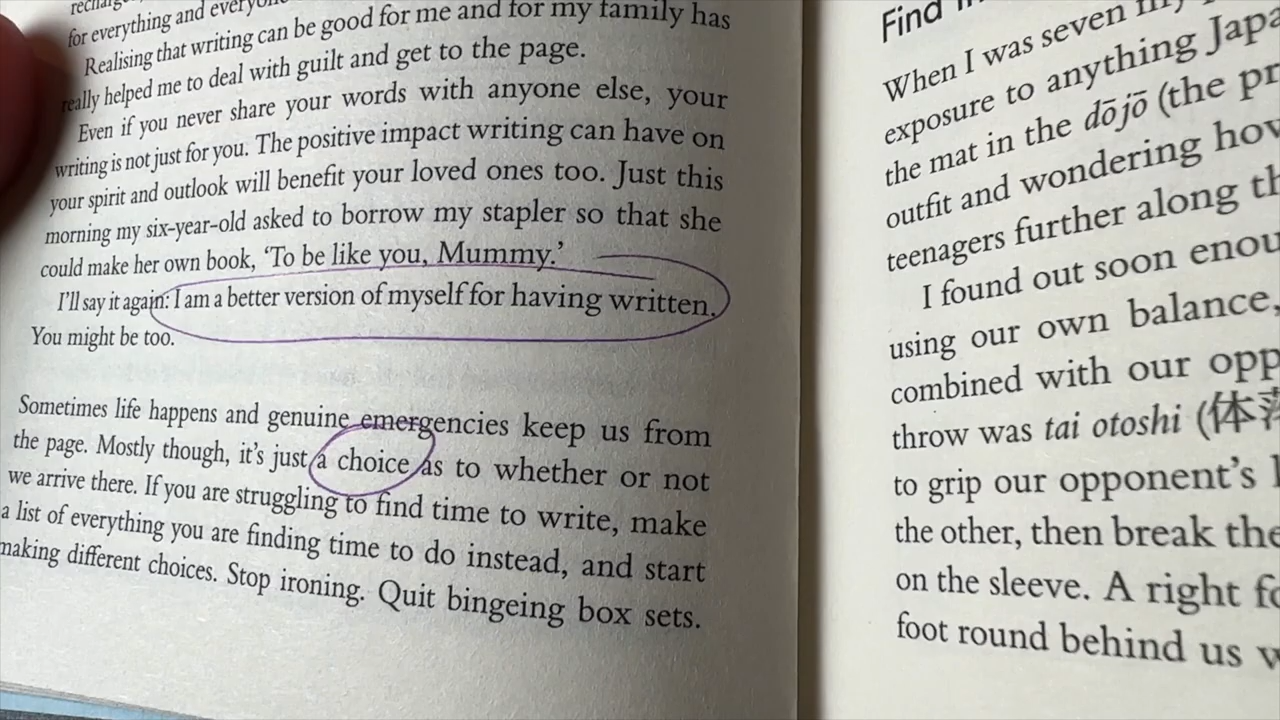 for everything and
Realising that writing can be good for me and for my family has
really helped me to deal with guilt and get to the page.
Even if you never share your words with anyone else, your
writing is not just for you. The positive impact writing can have on
your spirit and outlook will benefit your loved ones too. Just this
morning my six-year-old asked to borrow my stapler so that she
could make her own book, ‘To be like you, Mummy.’
I’ll say it again: I am a better version of myself for having written.
You might be too.
Sometimes life happens and genuine emergencies keep us from
the page. Mostly though, it’s just a choice as to whether or not
we arrive there. If you are struggling to find time to write, make
a list of everything you are finding time to do instead, and start
making different choices. Stop ironing. Quit bingeing box sets.
Find
When I was seven
exposure to anything
the mat in the dōjō (the
outfit and wondering
teenagers further along
I found out soon
using our own balance,
combined with our
throw was tai otoshi (体
to grip our opponent’s
the other, then break the
on the sleeve. A right
foot round behind us